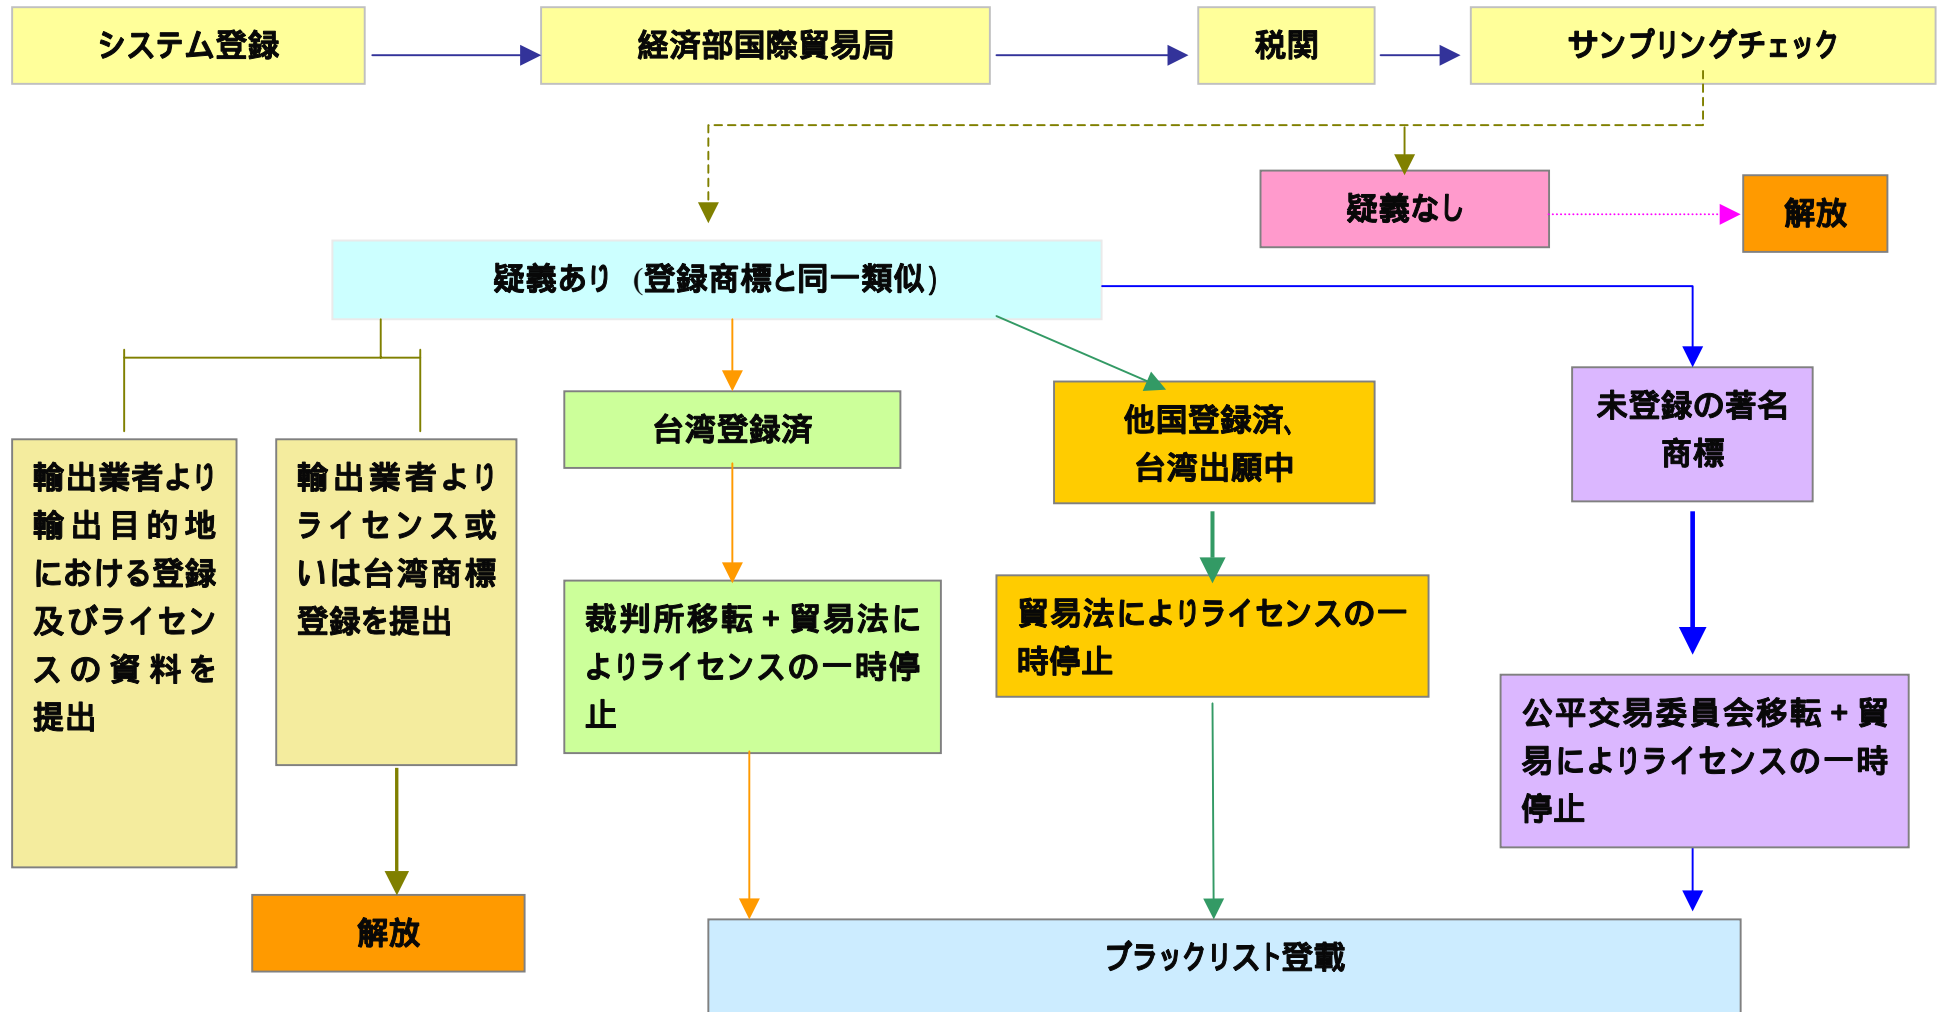 システム登録
経済部国際貿易局
税関
サンプリングチェック
疑義なし
解放
疑義あり (登録商標と同一類似)
輸出業者より
輸出目的地
における登録
及びライセン
スの資料を
提出
輸出業者より
ライセンス或
いは台湾商標
登録を提出
台湾登録済
他国登録済、
台湾出願中
未登録の著名
商標
裁判所移転＋貿易法に
よりライセンスの一時停
止
貿易法によりライセンスの一
時停止
公平交易委員会移転＋貿
易によりライセンスの一時
停止
解放
ブラックリスト登載